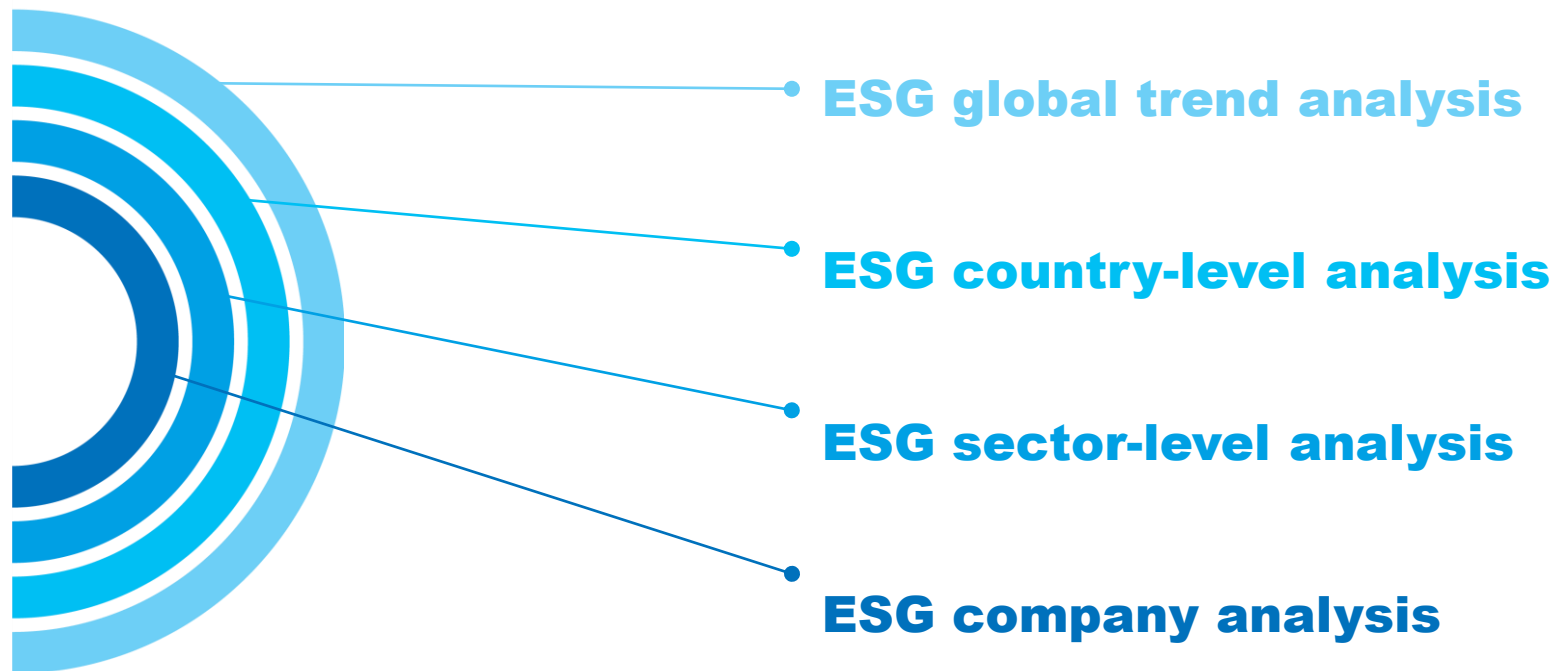 ESG global trend analysis
ESG country-level analysis
ESG sector-level analysis
ESG company analysis